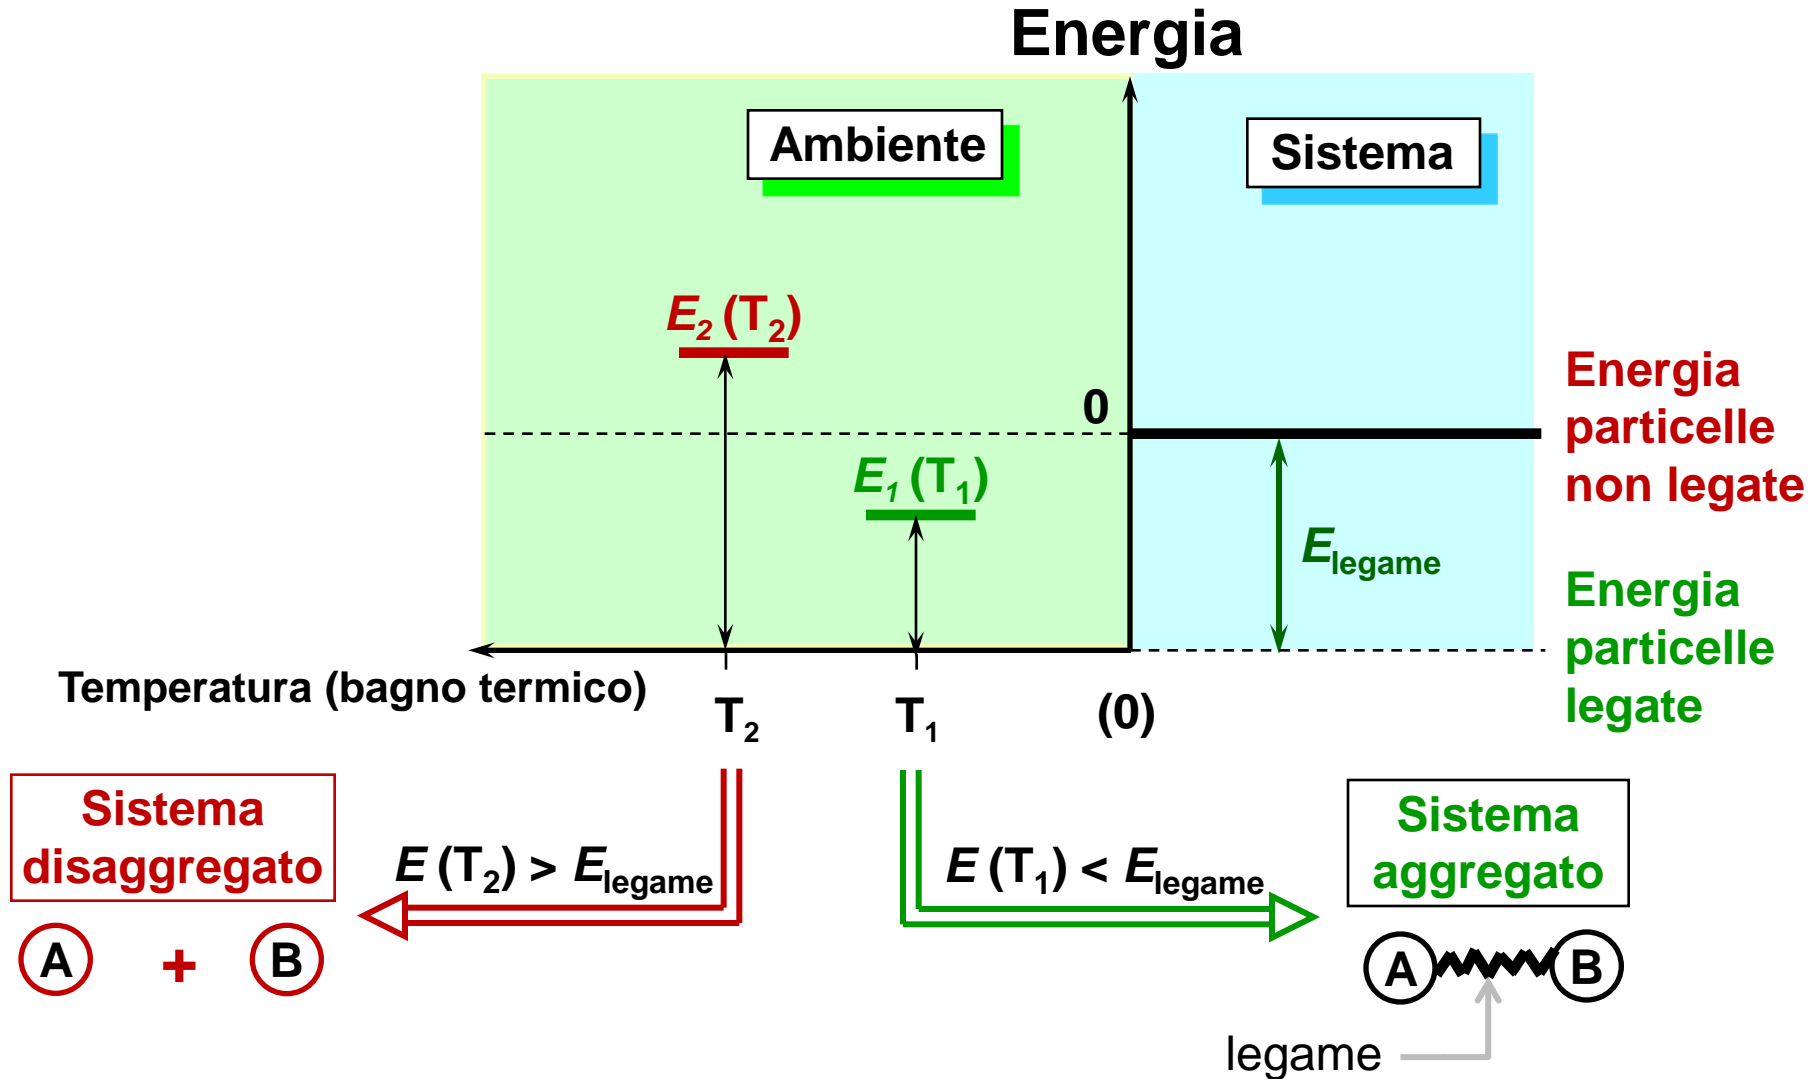 Energia
Ambiente
Sistema
E2 (T2)
0
E1 (T1)
Elegame
Energia
particelle
non legate
Energia
particelle
legate
Temperatura (bagno termico)
T2
T1
(0)
Sistema
disaggregato
E (T2) > Elegame
E (T1) < Elegame
Sistema
aggregato
A + B
A B
legame